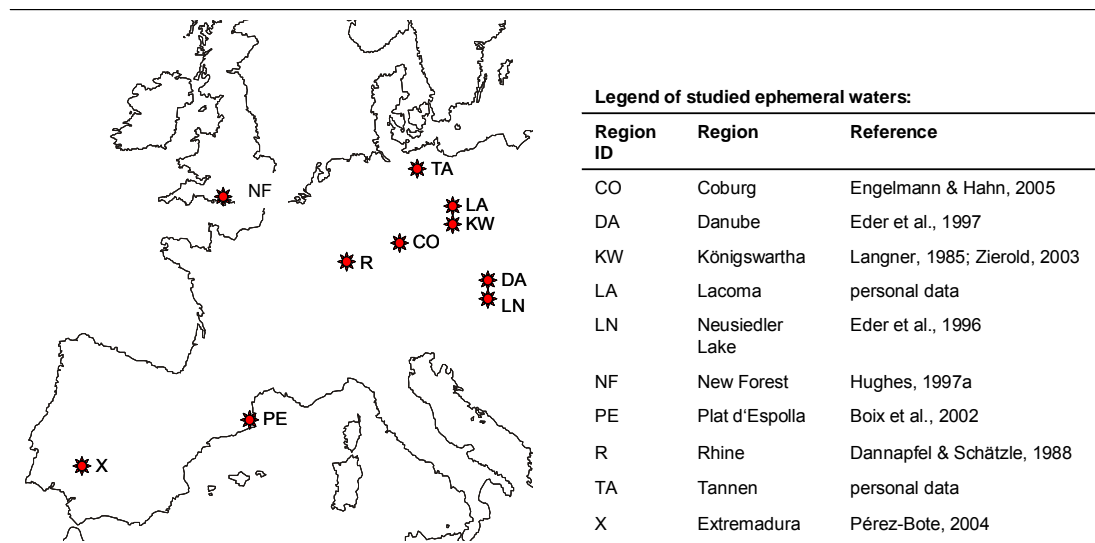 NF
TA
LA
KW
CO
R
DA
LN
PE
X
Legend of studied ephemeral waters:
Region ID Region Reference
CO Coburg Engelmann & Hahn, 2005
DA Danube Eder et al., 1997
KW Königswartha Langner, 1985; Zierold, 2003
LA Lacoma personal data
LN Neusiedler Lake Eder et al., 1996
NF New Forest Hughes, 1997a
PE Plat d‘Espolla Boix et al., 2002
R Rhine Dannapfel & Schätzle, 1988
TA Tannen personal data
X Extremadura Pérez-Bote, 2004